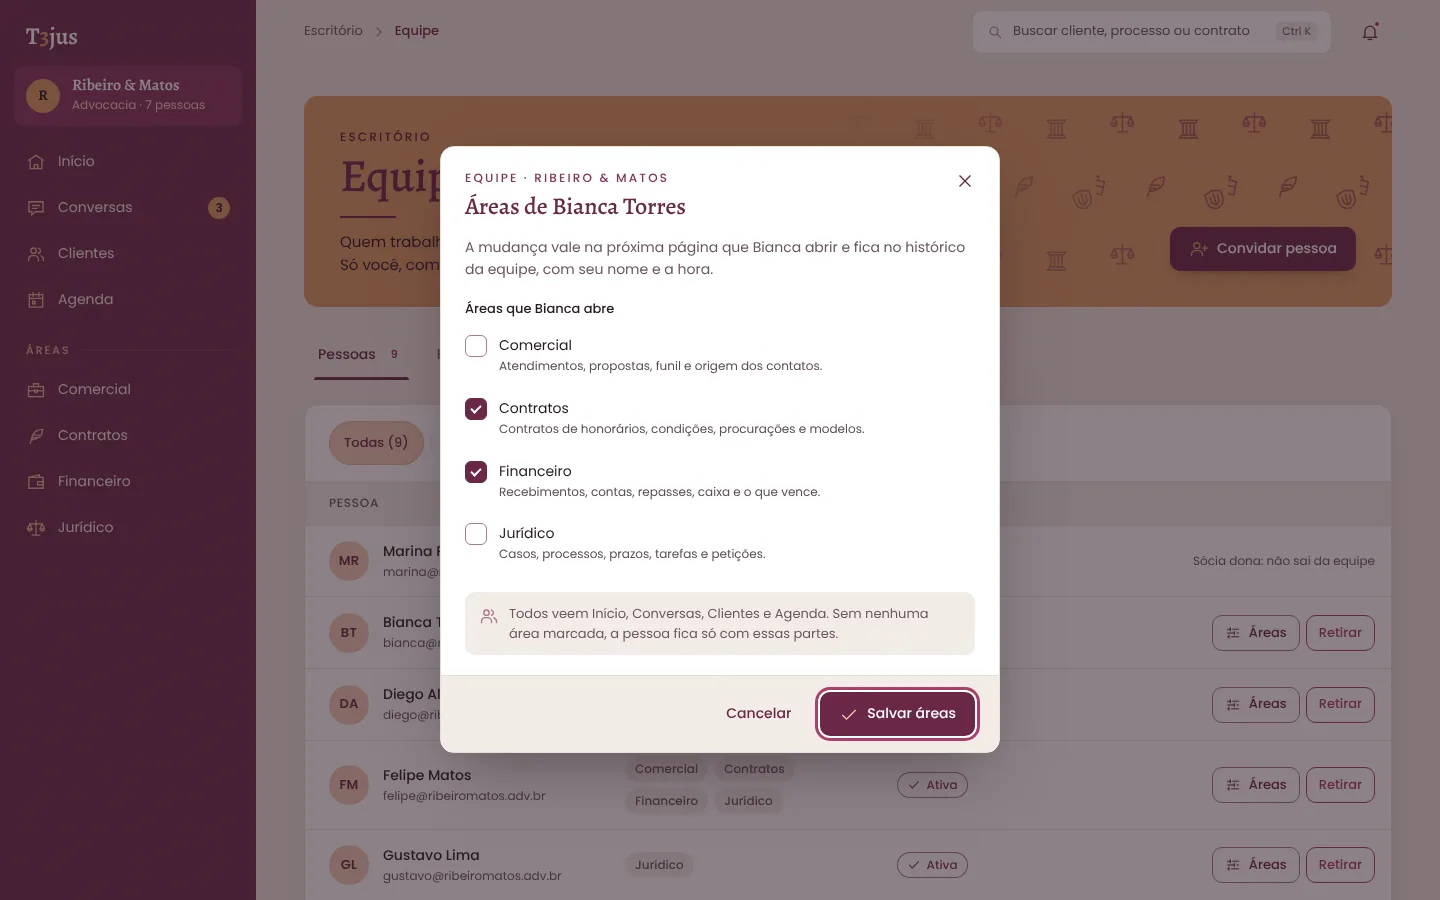 T3jus
Ribeiro & Matos
Advocacia · 7 pessoas
Início
Conversas
3
Clientes
Agenda
ÁREAS
Comercial
Contratos
Financeiro
Jurídico
Escritório
Equipe
Buscar cliente, processo ou contrato
Ctrl K
ESCRITÓRIO
Equip
Quem trabalh
Só você, com
Convidar pessoa
Pessoas 9
Todas (9)
PESSOA
EQUIPE · RIBEIRO & MATOS
Áreas de Bianca Torres
A mudança vale na próxima página que Bianca abrir e fica no histórico
da equipe, com seu nome e a hora.
Áreas que Bianca abre
Comercial
Atendimentos, propostas, funil e origem dos contatos.
Contratos
Contratos de honorários, condições, procurações e modelos.
Financeiro
Recebimentos, contas, repasses, caixa e o que vence.
Jurídico
Casos, processos, prazos, tarefas e petições.
Todos veem Início, Conversas, Clientes e Agenda. Sem nenhuma
área marcada, a pessoa fica só com essas partes.
Cancelar
Salvar áreas
MR
Marina
marina@
Sócia dona: não sai da equipe
BT
Bianca T
bianca@r
Áreas
Retirar
DA
Diego Al
diego@rib
Áreas
Retirar
FM
Felipe Matos
felipe@ribeiromatos.adv.br
Comercial
Contratos
Financeiro
Jurídico
Ativa
Áreas
Retirar
GL
Gustavo Lima
gustavo@ribeiromatos.adv.br
Jurídico
Ativa
Áreas
Retirar